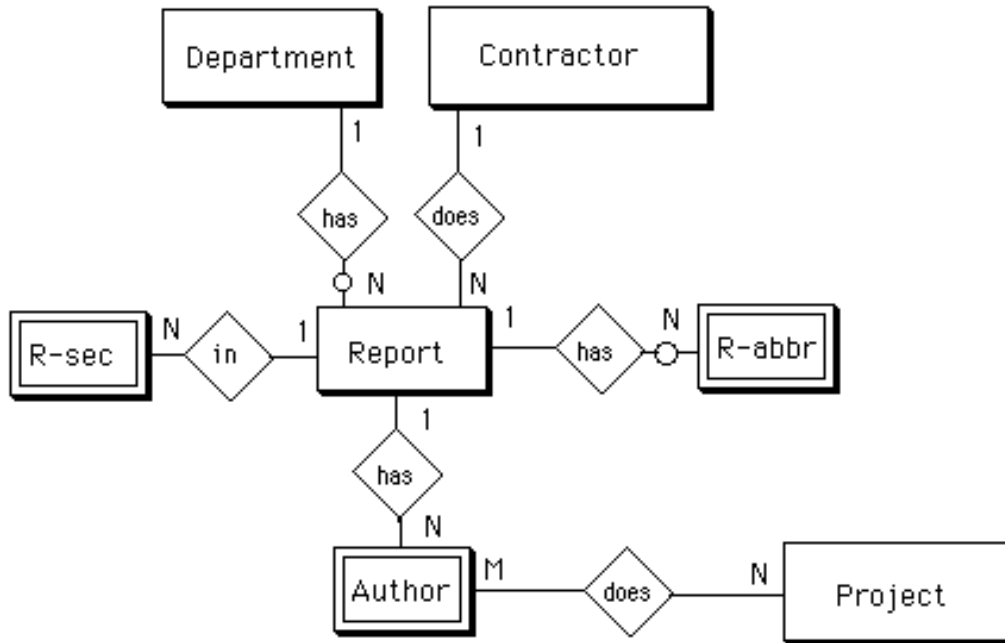 Department
Contractor
1
1
has
does
N
N
R-sec
N
in
1
Report
1
has
N
R-abbr
1
has
N
Author
M
does
N
Project